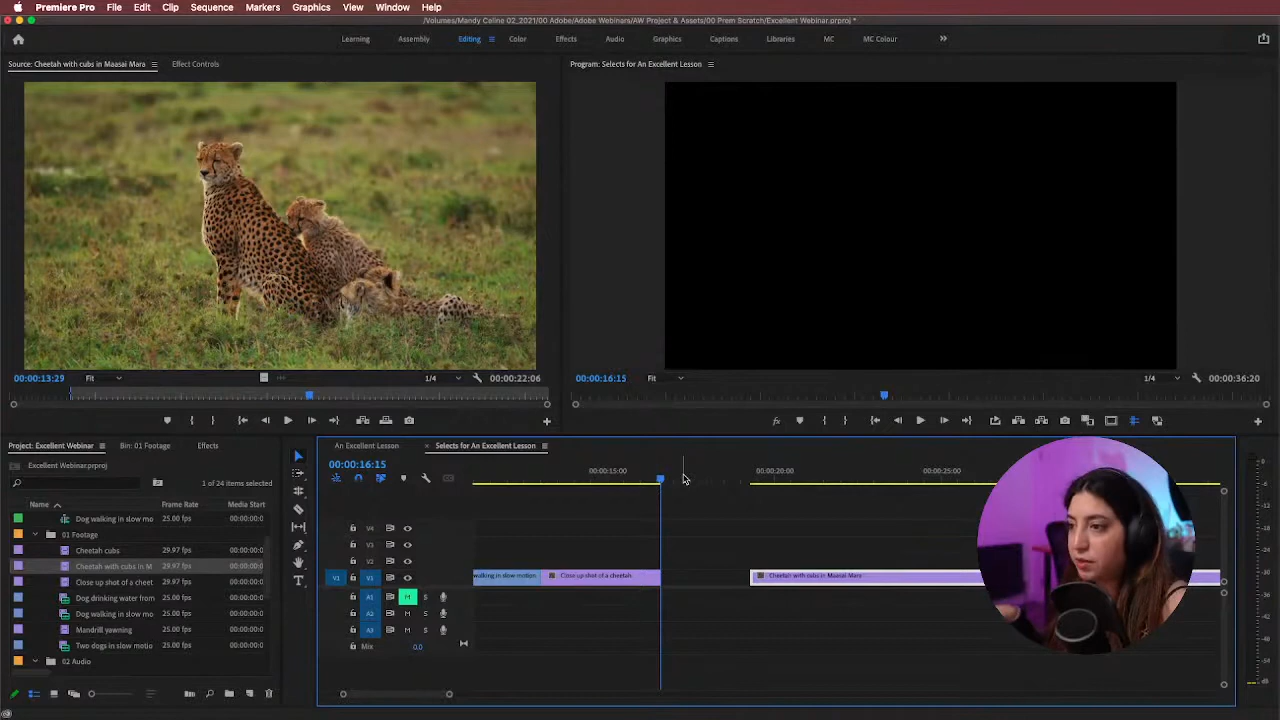 Premiere Pro File Edit Clip Sequence Markers Graphics View Window Help
/Volumes/Mandy Celine 02_2021/00 Adobe/Adobe Webinars/AW Project & Assets/00 Prem Scratch/Excellent Webinar.prproj *
Learning Assembly Editing Color Effects Audio Graphics Captions Libraries MC MC Colour
Source: Cheetah with cubs in Maasai Mara Effect Controls
Program: Selects for An Excellent Lesson
00:00:13:29 Fit 1/4 00:00:22:06
00:00:16:15 Fit 1/4 00:00:36:20
fx
Project: Excellent Webinar Bin: 01 Footage Effects
Excellent Webinar.prproj
1 of 24 items selected
Name Frame Rate Media Start
Dog walking in slow mo 25.00 fps 00:00:00:0
01 Footage
Cheetah cubs 29.97 fps 00:00:00:0
Cheetah with cubs in M 29.97 fps 00:00:00:0
Close up shot of a cheet 29.97 fps 00:00:00:0
Dog drinking water from 25.00 fps 00:00:00:0
Dog walking in slow mo 25.00 fps 00:00:00:0
Mandrill yawning 25.00 fps 00:00:00:0
Two dogs in slow motio 25.00 fps 00:00:00:0
02 Audio
An Excellent Lesson × Selects for An Excellent Lesson
00:00:16:15
00:00:15:00 00:00:20:00 00:00:25:00
V4
V3
V2
V1 V1 walking in slow motion Close up shot of a cheetah Cheetah with cubs in Maasai Mara
A1 M S
A2 M S
A3 M S
Mix 0.0